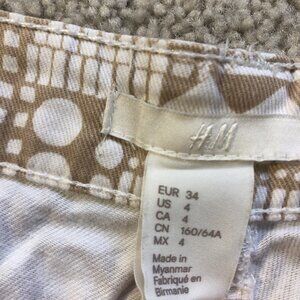 H&M
EUR 34
US 4
CA 4
CN 160/64A
MX 4
Made in
Myanmar
Fabriqué en
Birmanie